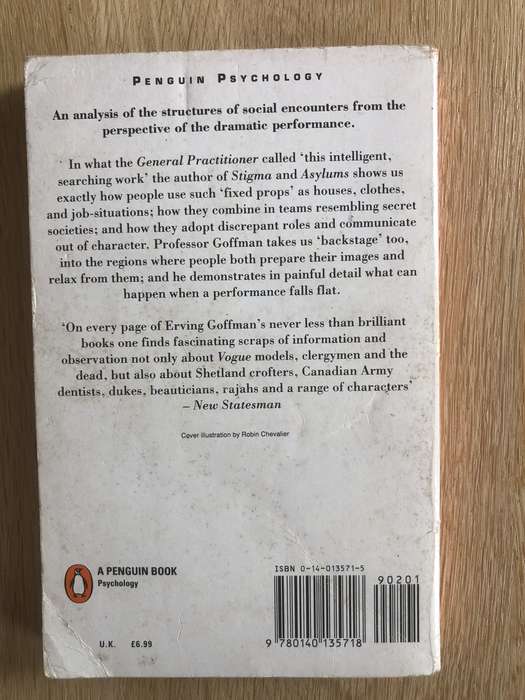 PENGUIN PSYCHOLOGY
An analysis of the structures of social encounters from the
perspective of the dramatic performance.
In what the General Practitioner called ‘this intelligent,
searching work’ the author of Stigma and Asylums shows us
exactly how people use such ‘fixed props’ as houses, clothes,
and job-situations; how they combine in teams resembling secret
societies; and how they adopt discrepant roles and communicate
out of character. Professor Goffman takes us ‘backstage’ too,
into the regions where people both prepare their images and
relax from them; and he demonstrates in painful detail what can
happen when a performance falls flat.
‘On every page of Erving Goffman’s never less than brilliant
books one finds fascinating scraps of information and
observation not only about Vogue models, clergymen and the
dead, but also about Shetland crofters, Canadian Army
dentists, dukes, beauticians, rajahs and a range of characters’
– New Statesman
Cover illustration by Robin Chevalier
A PENGUIN BOOK
Psychology
U.K. £6.99
ISBN 0-14-013571-5
90201
9 780140 135718